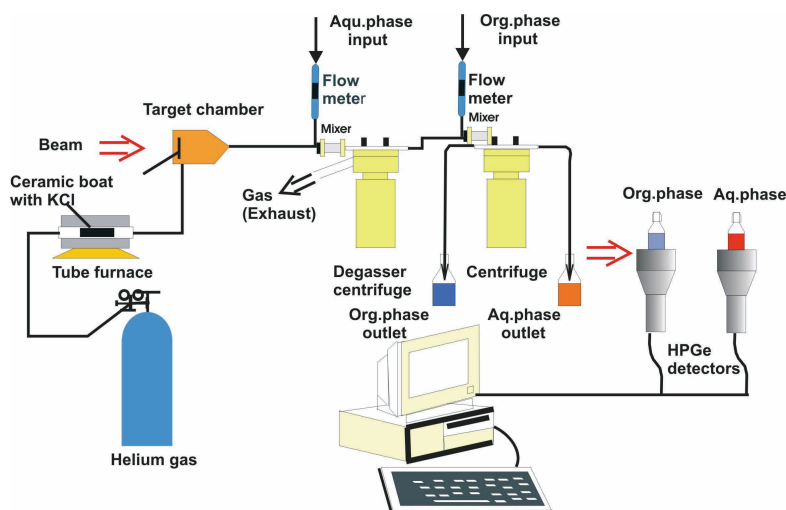 Aqu.phase
input
Org.phase
input
Flow
meter
Flow
meter
Target chamber
Mixer
Mixer
Beam
Ceramic boat
with KCl
Gas
(Exhaust)
Org.phase
Aq.phase
Tube furnace
Degasser
centrifuge
Centrifuge
Org.phase
outlet
Aq.phase
outlet
HPGe
detectors
Helium gas